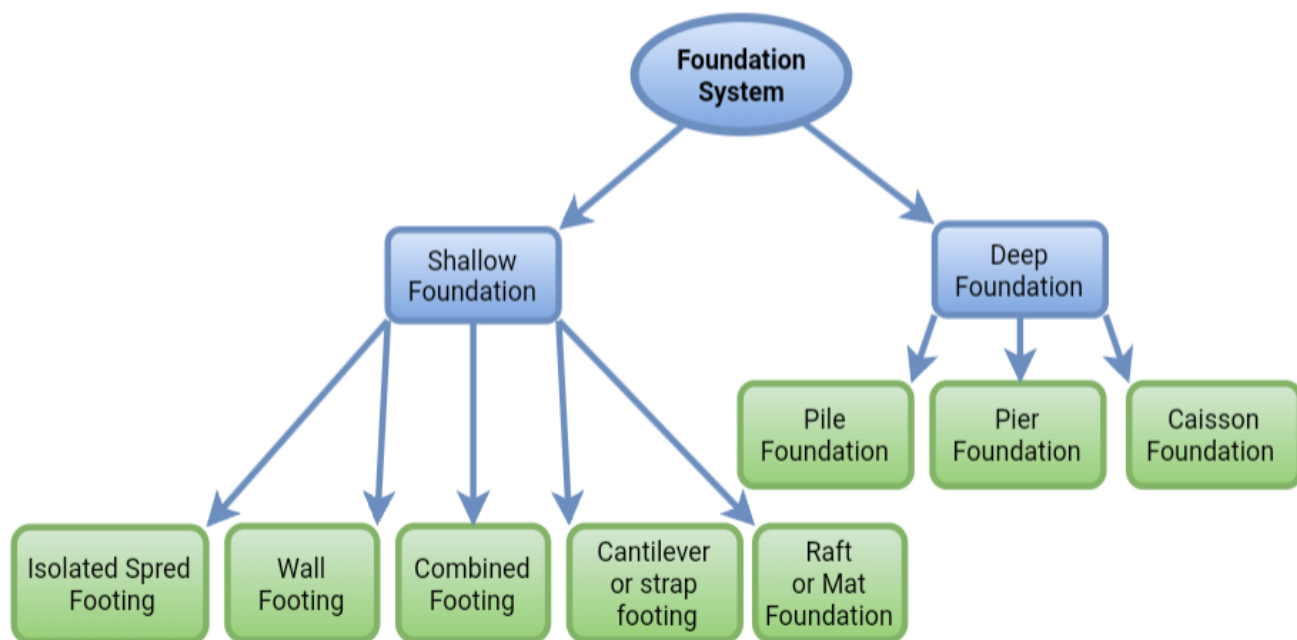 Foundation
System
Shallow
Foundation
Deep
Foundation
Pile
Foundation
Pier
Foundation
Caisson
Foundation
Isolated Spred
Footing
Wall
Footing
Combined
Footing
Cantilever
or strap
footing
Raft
or Mat
Foundation